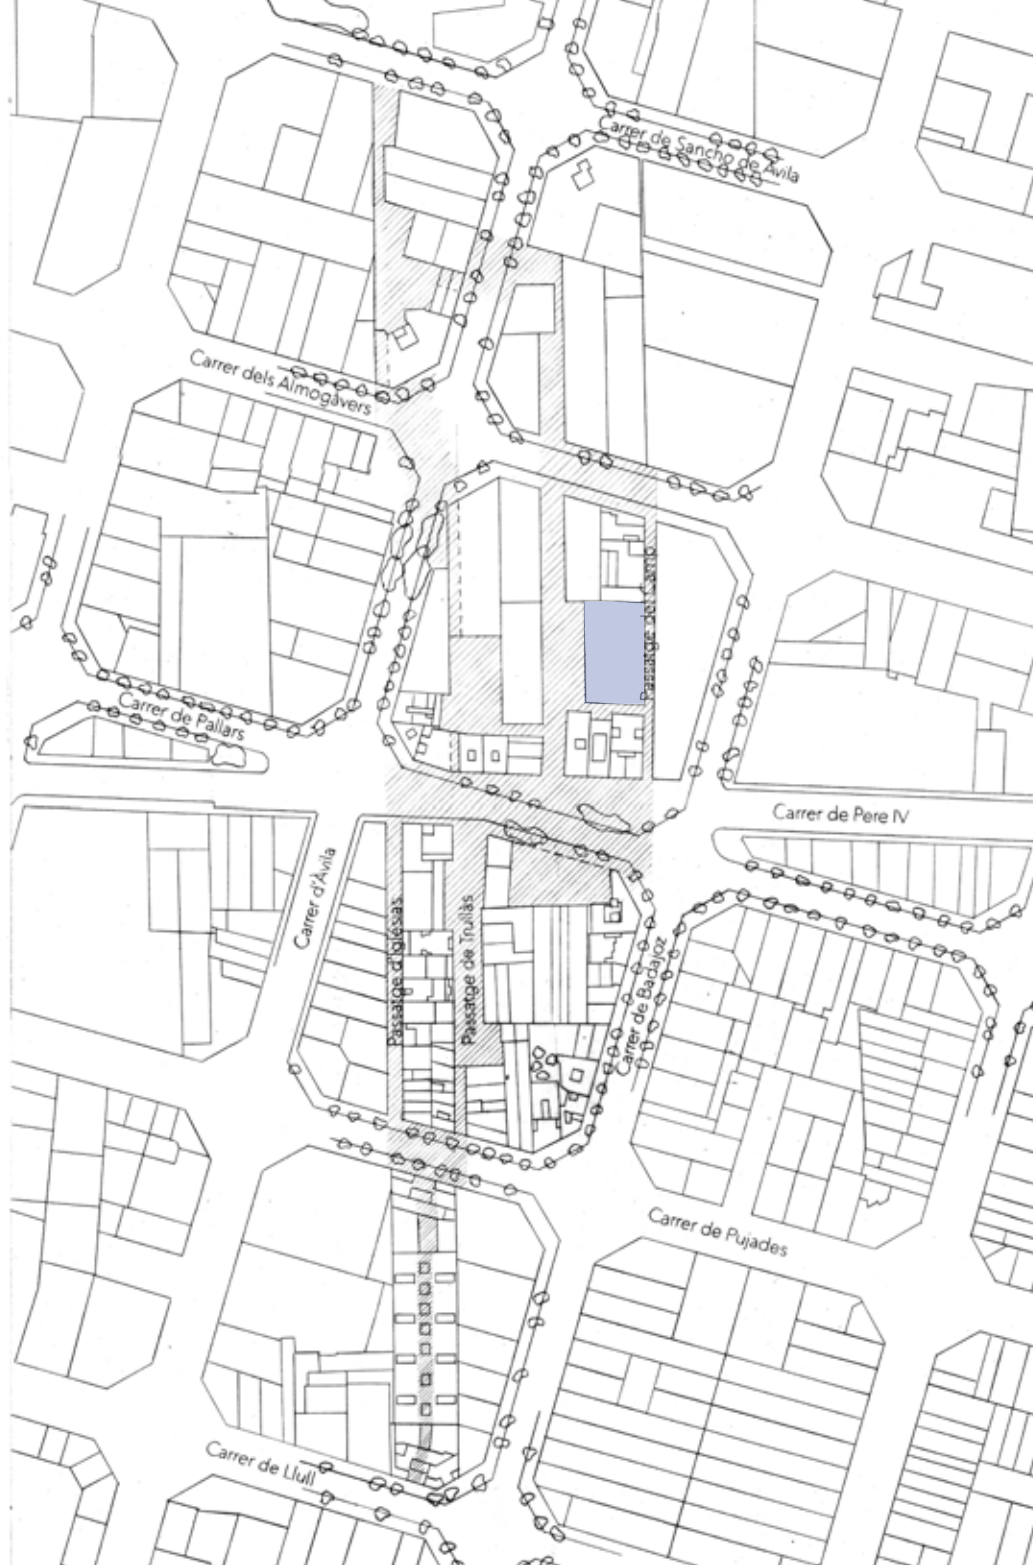 Carrer de Sancho de Àvila
Carrer dels Almogàvers
Passatge del Camp
Carrer de Pallars
Carrer de Pere IV
Carrer d'Àvila
Passatge d'Iglesias
Passatge de Trullàs
Carrer de Badajoz
Carrer de Pujades
Carrer de Llull